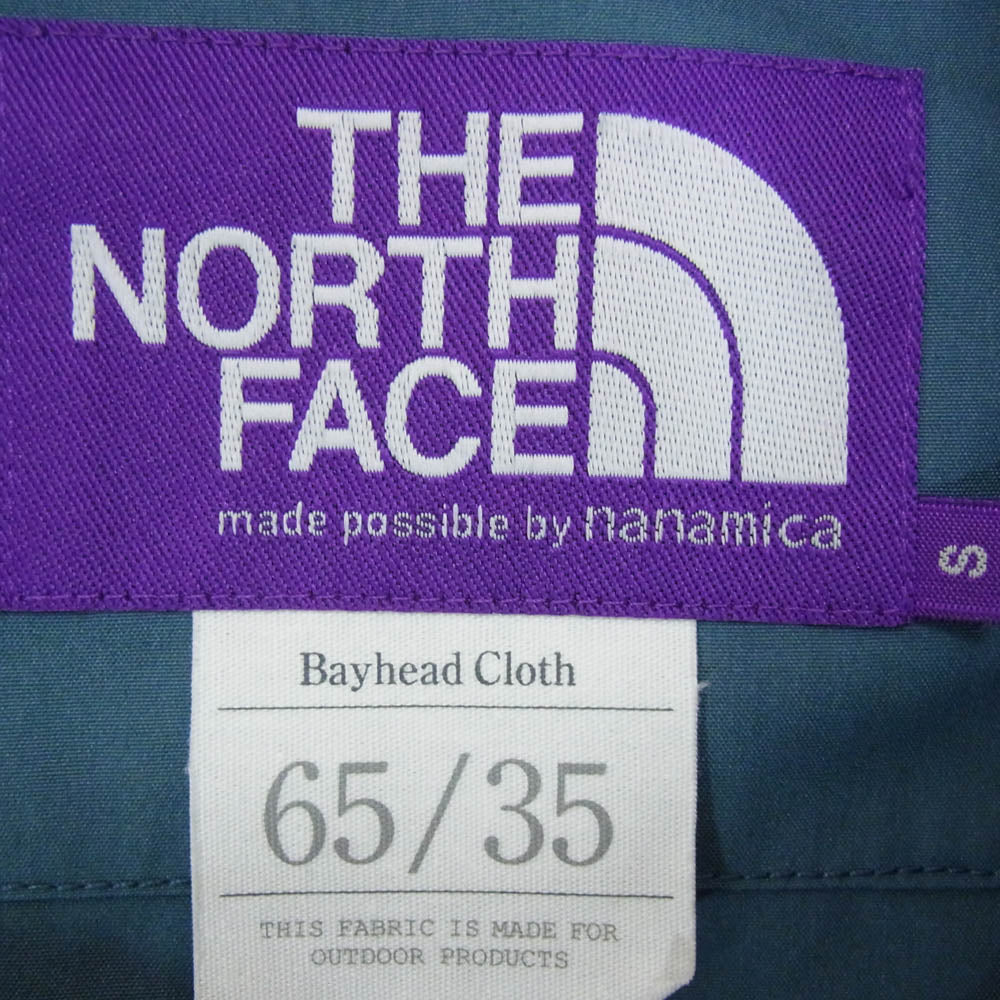 THE
NORTH
FACE
made possible by nanamica
S
Bayhead Cloth
65/35
THIS FABRIC IS MADE FOR
OUTDOOR PRODUCTS